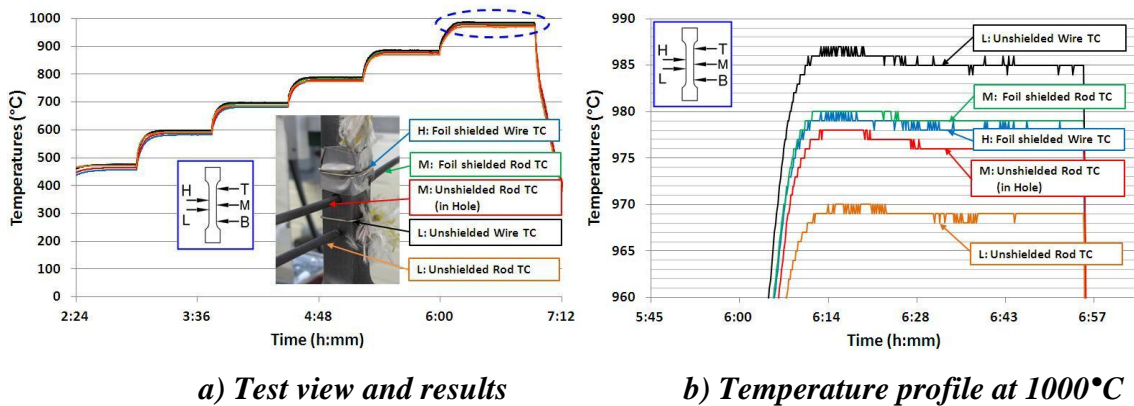 1000
900
800
700
600
500
400
300
200
100
0
Temperatures (°C)
H
L
T
M
B
H: Foil shielded Wire TC
M: Foil shielded Rod TC
M: Unshielded Rod TC
(in Hole)
L: Unshielded Wire TC
L: Unshielded Rod TC
2:24 3:36 4:48 6:00 7:12
Time (h:mm)
a) Test view and results
990
985
980
975
970
965
960
Temperatures (°C)
H
L
T
M
B
L: Unshielded Wire TC
M: Foil shielded Rod TC
H: Foil shielded Wire TC
M: Unshielded Rod TC
(in Hole)
L: Unshielded Rod TC
5:45 6:00 6:14 6:28 6:43 6:57
Time (h:mm)
b) Temperature profile at 1000°C